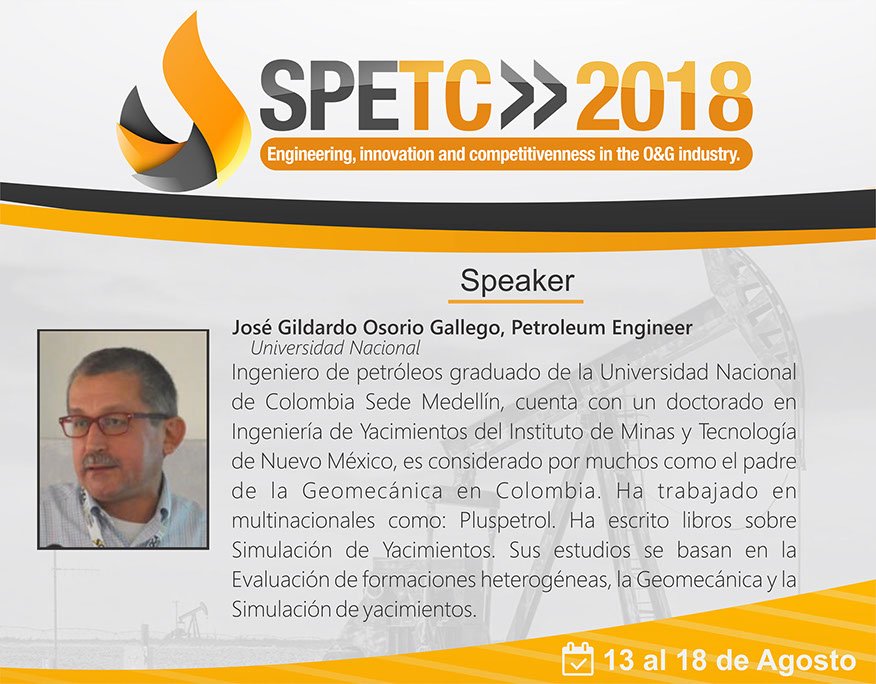 SPETC>>2018
Engineering, innovation and competitivenness in the O&G industry.
Speaker
José Gildardo Osorio Gallego, Petroleum Engineer
Universidad Nacional
Ingeniero de petróleos graduado de la Universidad Nacional
de Colombia Sede Medellín, cuenta con un doctorado en
Ingeniería de Yacimientos del Instituto de Minas y Tecnología
de Nuevo México, es considerado por muchos como el padre
de la Geomecánica en Colombia. Ha trabajado en
multinacionales como: Pluspetrol. Ha escrito libros sobre
Simulación de Yacimientos. Sus estudios se basan en la
Evaluación de formaciones heterogéneas, la Geomecánica y la
Simulación de yacimientos.
13 al 18 de Agosto